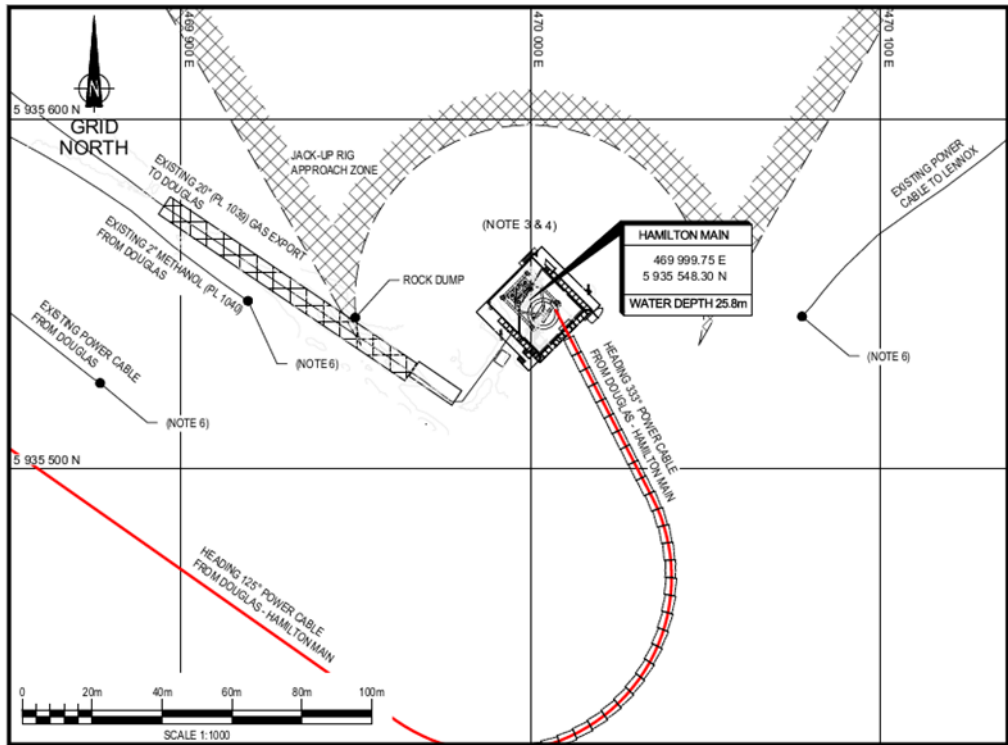 469 900 E
470 000 E
470 100 E
N
5 935 600 N
GRID
NORTH
JACK-UP RIG
APPROACH ZONE
EXISTING POWER
CABLE TO LENNOX
EXISTING 20" (PL 1039) GAS EXPORT
TO DOUGLAS
EXISTING 2" METHANOL (PL 1040)
FROM DOUGLAS
(NOTE 3 & 4)
HAMILTON MAIN
469 999.75 E
5 935 548.30 N
WATER DEPTH 25.8m
ROCK DUMP
EXISTING POWER CABLE
FROM DOUGLAS
(NOTE 6)
(NOTE 6)
(NOTE 6)
HEADING 333° POWER CABLE
FROM DOUGLAS - HAMILTON MAIN
5 935 500 N
HEADING 125° POWER CABLE
FROM DOUGLAS - HAMILTON MAIN
0 20m 40m 60m 80m 100m
SCALE 1:1000